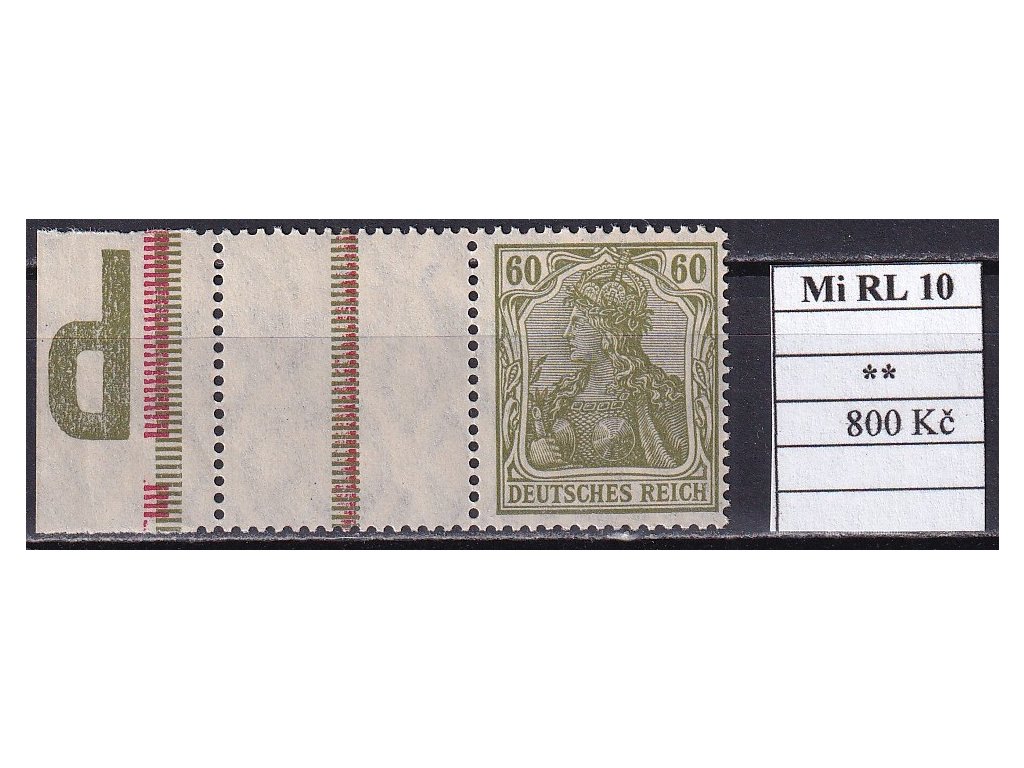 d
60 60
DEUTSCHES REICH
Mi RL 10
**
800 Kč